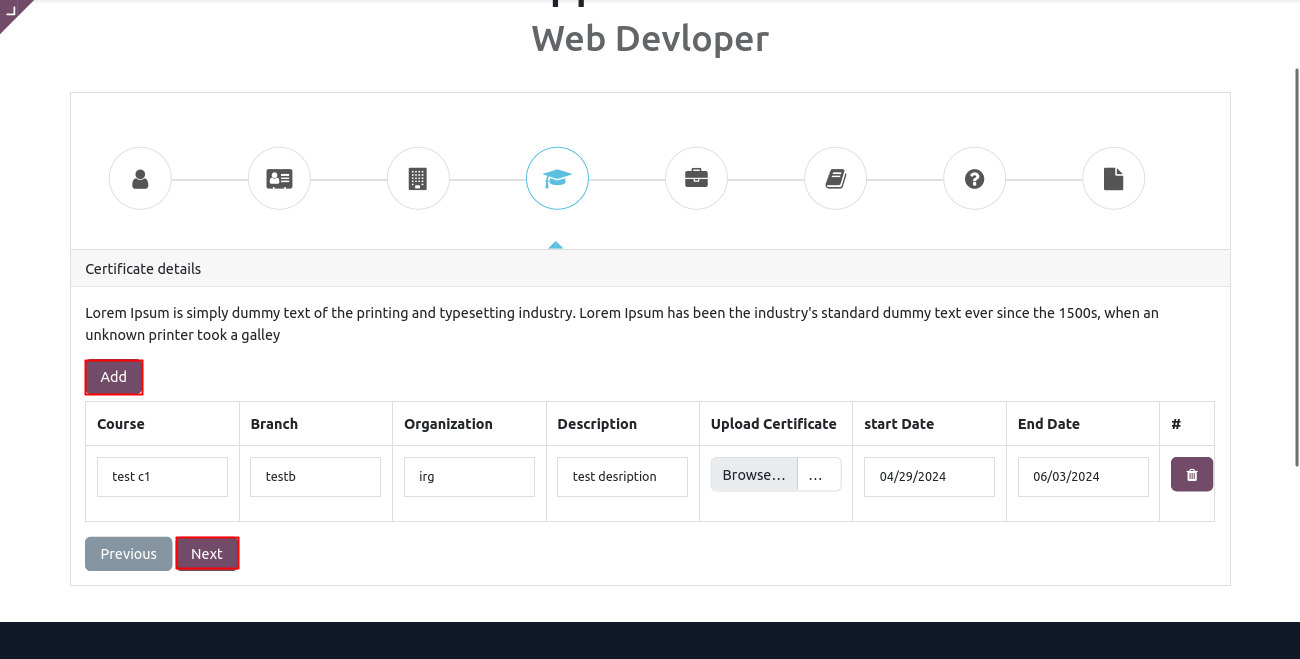 Web Devloper
Certificate details
Lorem Ipsum is simply dummy text of the printing and typesetting industry. Lorem Ipsum has been the industry's standard dummy text ever since the 1500s, when an
unknown printer took a galley
Add
Course Branch Organization Description Upload Certificate start Date End Date #
test c1 testb irg test desription Browse... ... 04/29/2024 06/03/2024
Previous Next